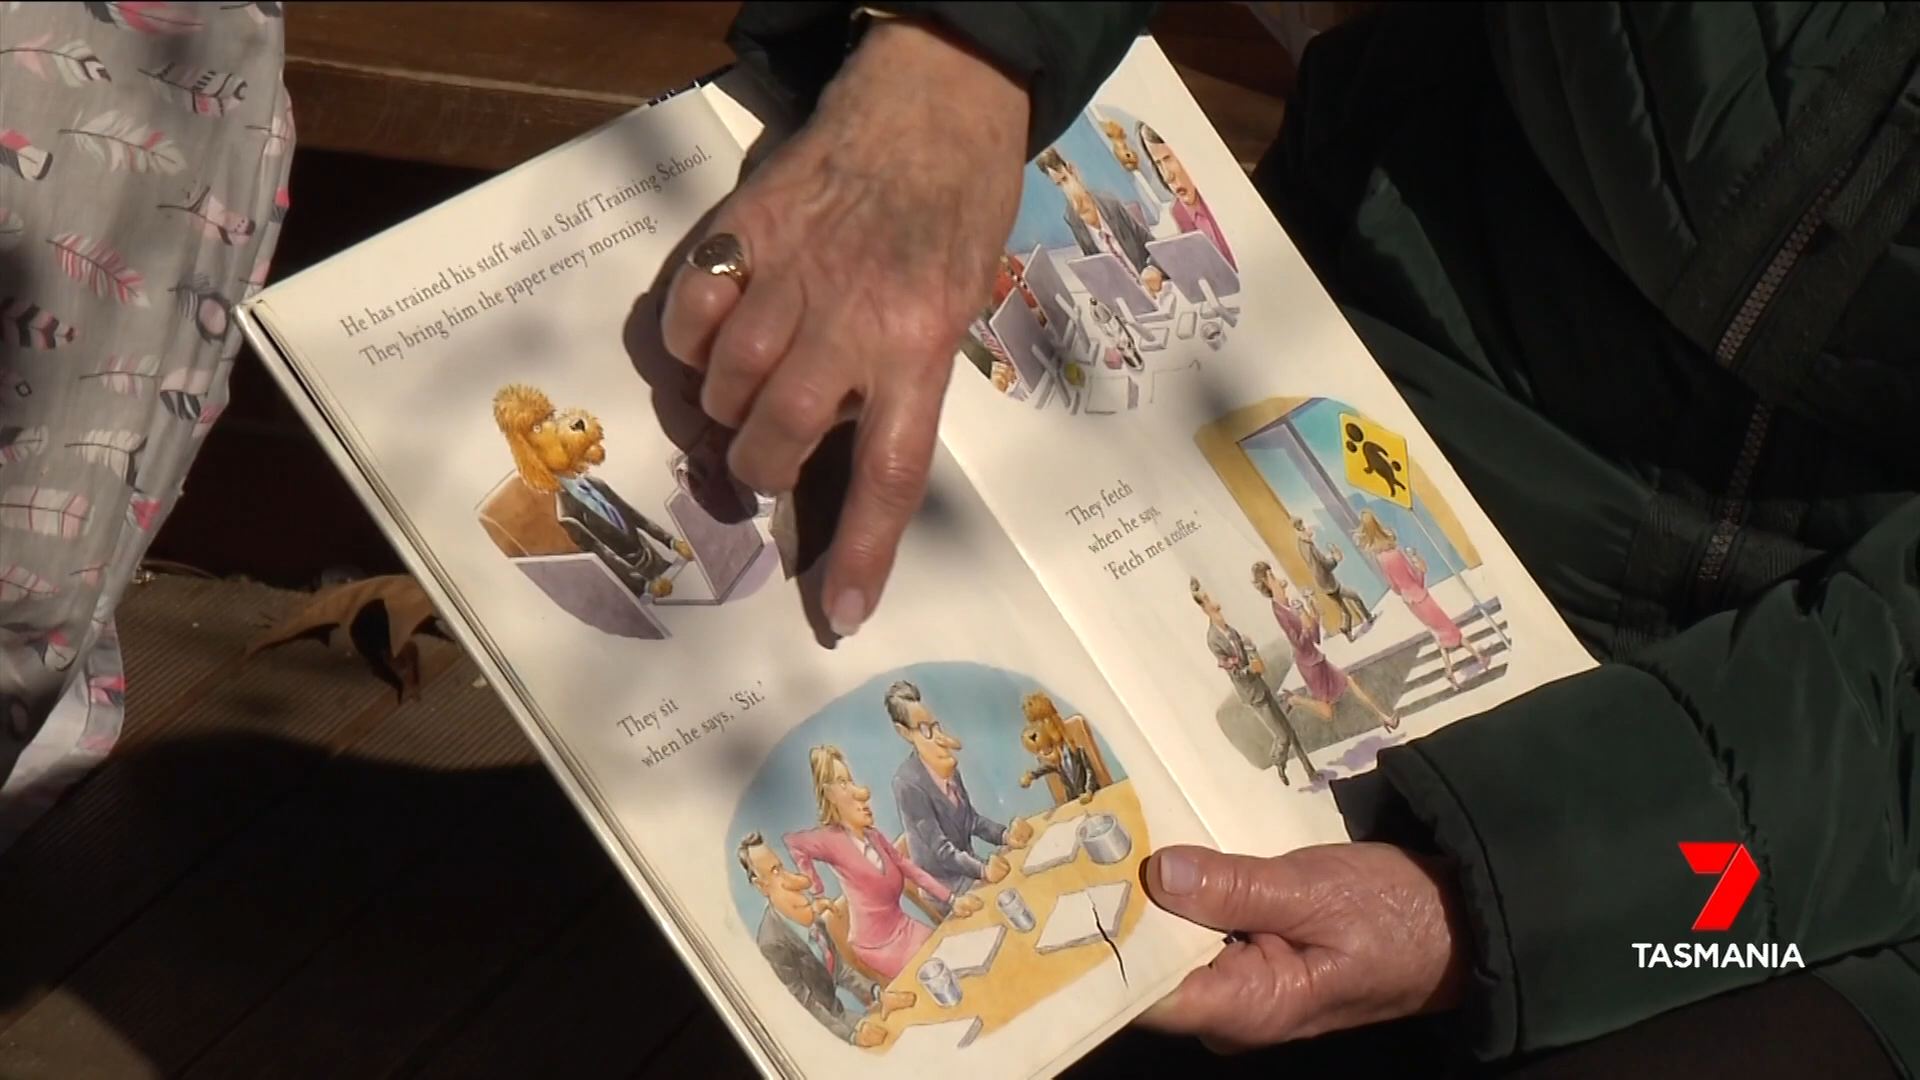 He has trained his staff well at Staff Training School.
They bring him the paper every morning.
They sit
when he says, 'Sit.'
They fetch
when he says,
'Fetch me a coffee.'
7
TASMANIA